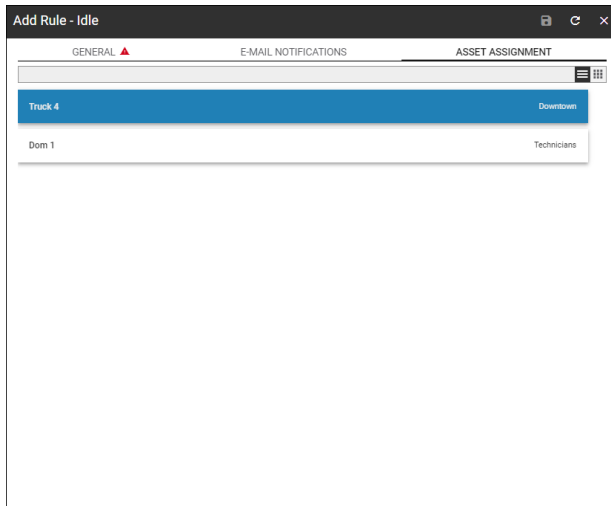 Add Rule - Idle
GENERAL
E-MAIL NOTIFICATIONS
ASSET ASSIGNMENT
Truck 4
Downtown
Dom 1
Technicians